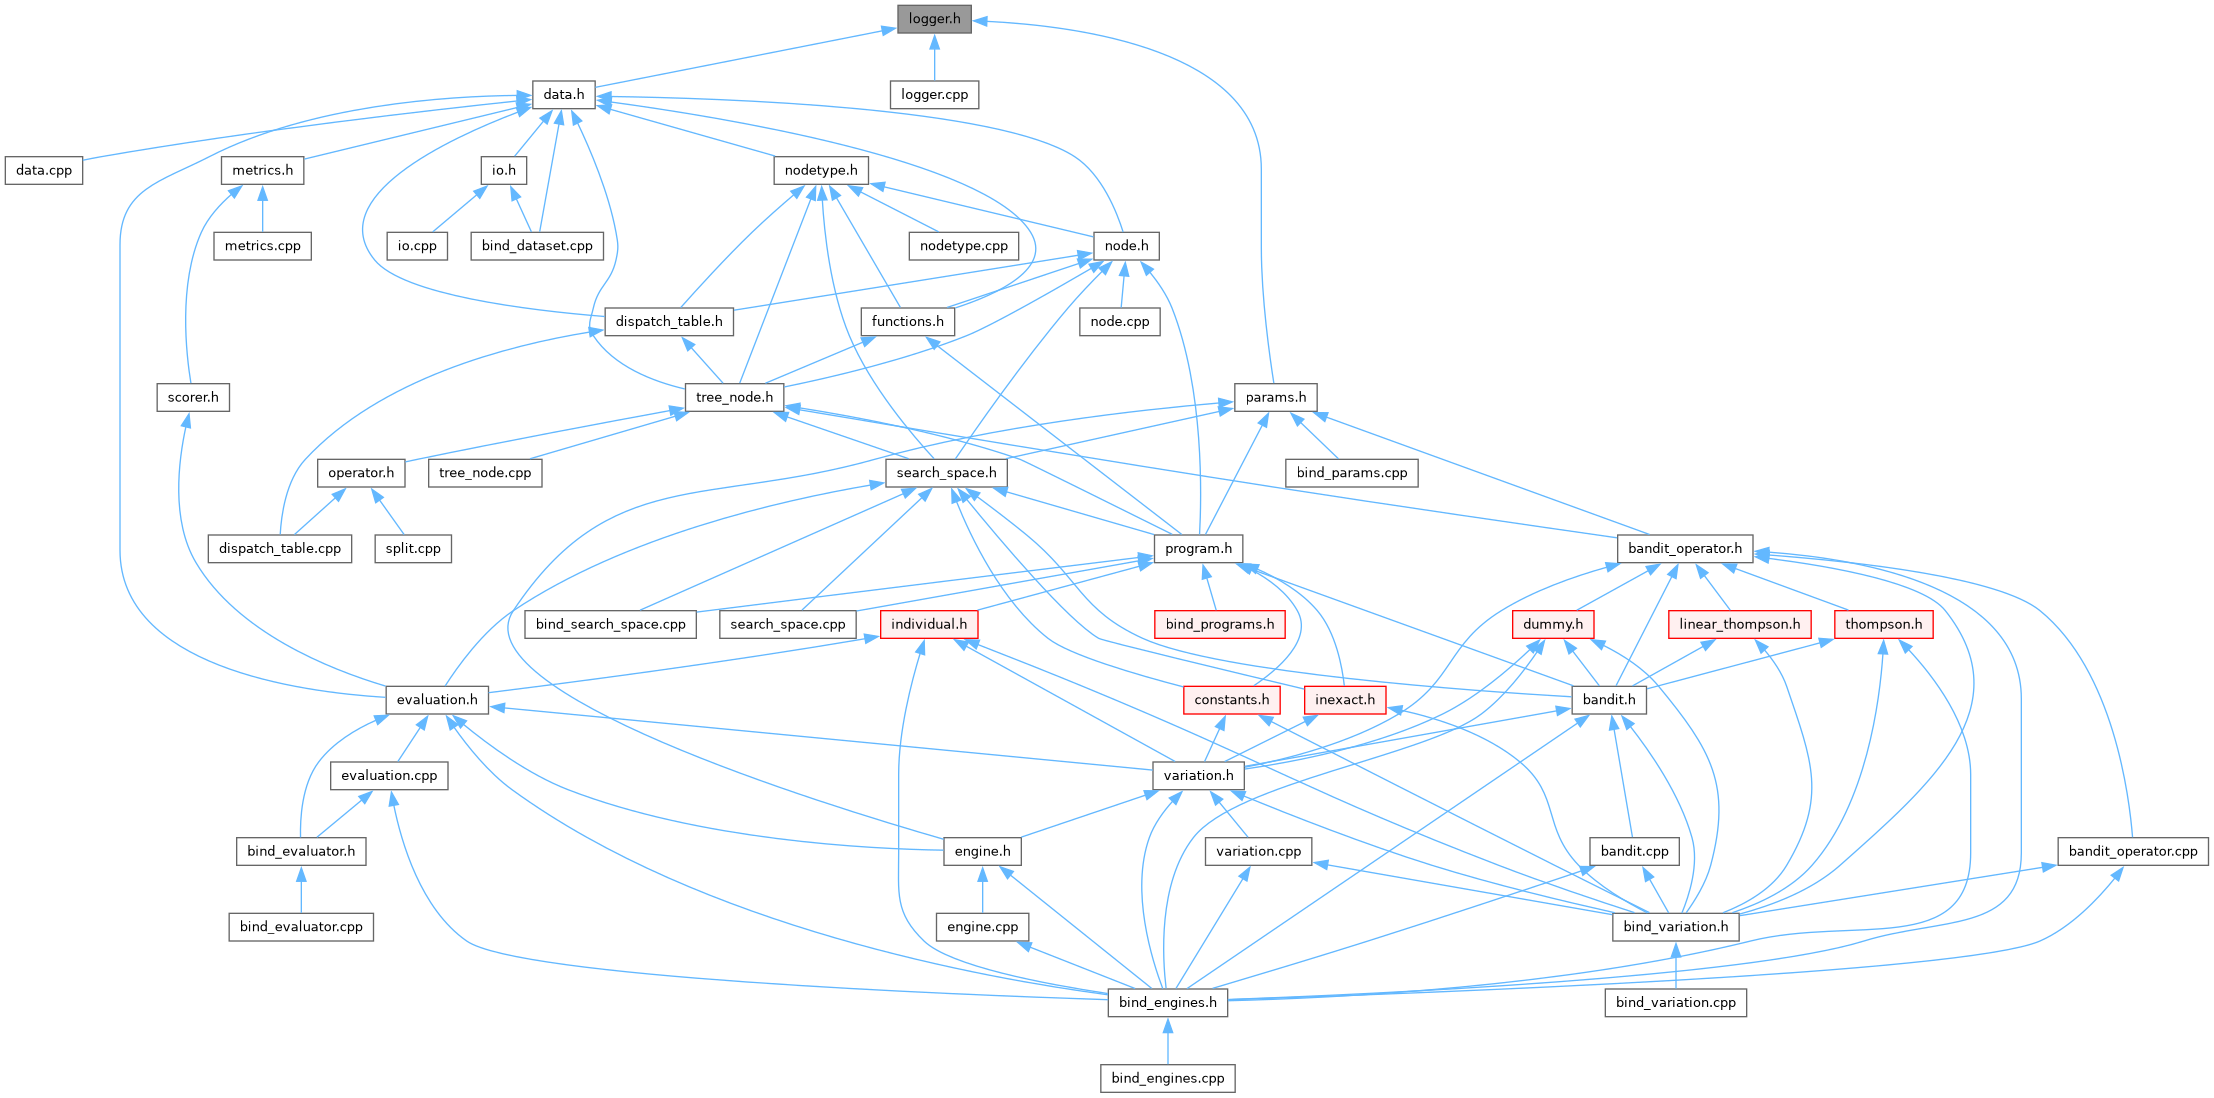 logger.h
data.h
logger.cpp
data.cpp
metrics.h
io.h
nodetype.h
metrics.cpp
io.cpp
bind_dataset.cpp
nodetype.cpp
node.h
dispatch_table.h
functions.h
node.cpp
scorer.h
tree_node.h
params.h
operator.h
tree_node.cpp
search_space.h
bind_params.cpp
dispatch_table.cpp
split.cpp
program.h
bandit_operator.h
bind_search_space.cpp
search_space.cpp
individual.h
bind_programs.h
dummy.h
linear_thompson.h
thompson.h
evaluation.h
constants.h
inexact.h
bandit.h
evaluation.cpp
variation.h
bind_evaluator.h
engine.h
variation.cpp
bandit.cpp
bandit_operator.cpp
bind_evaluator.cpp
engine.cpp
bind_variation.h
bind_engines.h
bind_variation.cpp
bind_engines.cpp